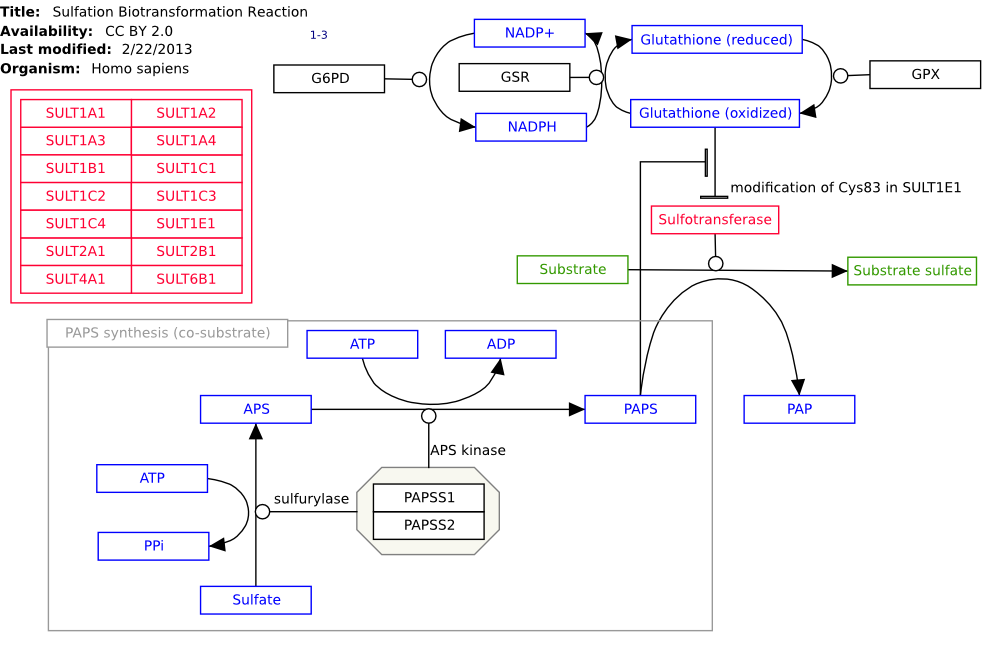 Title: Sulfation Biotransformation Reaction
Availability: CC BY 2.0
Last modified: 2/22/2013
Organism: Homo sapiens
1-3
NADP+
Glutathione (reduced)
G6PD
GSR
GPX
NADPH
Glutathione (oxidized)
SULT1A1 SULT1A2
SULT1A3 SULT1A4
SULT1B1 SULT1C1
SULT1C2 SULT1C3
SULT1C4 SULT1E1
SULT2A1 SULT2B1
SULT4A1 SULT6B1
modification of Cys83 in SULT1E1
Sulfotransferase
Substrate
Substrate sulfate
PAPS synthesis (co-substrate)
ATP
ADP
APS
PAPS
PAP
APS kinase
ATP
sulfurylase
PAPSS1
PAPSS2
PPi
Sulfate